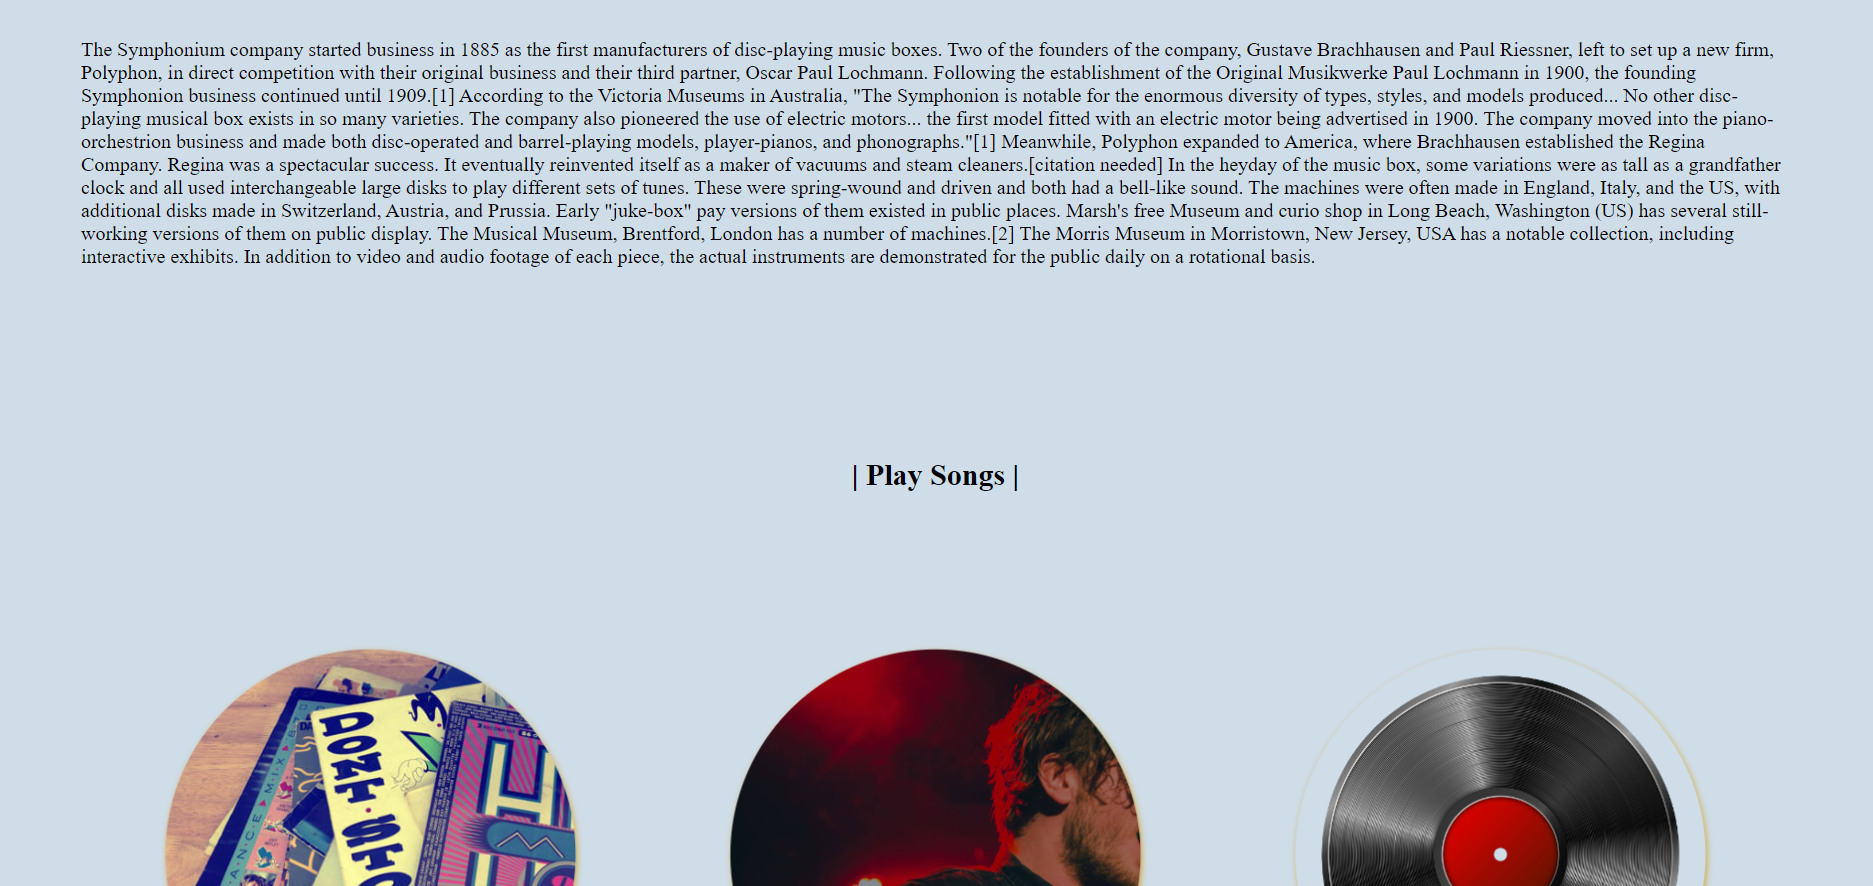 The Symphonium company started business in 1885 as the first manufacturers of disc-playing music boxes. Two of the founders of the company, Gustave Brachhausen and Paul Riessner, left to set up a new firm,
Polyphon, in direct competition with their original business and their third partner, Oscar Paul Lochmann. Following the establishment of the Original Musikwerke Paul Lochmann in 1900, the founding
Symphonion business continued until 1909.[1] According to the Victoria Museums in Australia, "The Symphonion is notable for the enormous diversity of types, styles, and models produced... No other disc-
playing musical box exists in so many varieties. The company also pioneered the use of electric motors... the first model fitted with an electric motor being advertised in 1900. The company moved into the piano-
orchestrion business and made both disc-operated and barrel-playing models, player-pianos, and phonographs."[1] Meanwhile, Polyphon expanded to America, where Brachhausen established the Regina
Company. Regina was a spectacular success. It eventually reinvented itself as a maker of vacuums and steam cleaners.[citation needed] In the heyday of the music box, some variations were as tall as a grandfather
clock and all used interchangeable large disks to play different sets of tunes. These were spring-wound and driven and both had a bell-like sound. The machines were often made in England, Italy, and the US, with
additional disks made in Switzerland, Austria, and Prussia. Early "juke-box" pay versions of them existed in public places. Marsh's free Museum and curio shop in Long Beach, Washington (US) has several still-
working versions of them on public display. The Musical Museum, Brentford, London has a number of machines.[2] The Morris Museum in Morristown, New Jersey, USA has a notable collection, including
interactive exhibits. In addition to video and audio footage of each piece, the actual instruments are demonstrated for the public daily on a rotational basis.
| Play Songs |
DONT·STO